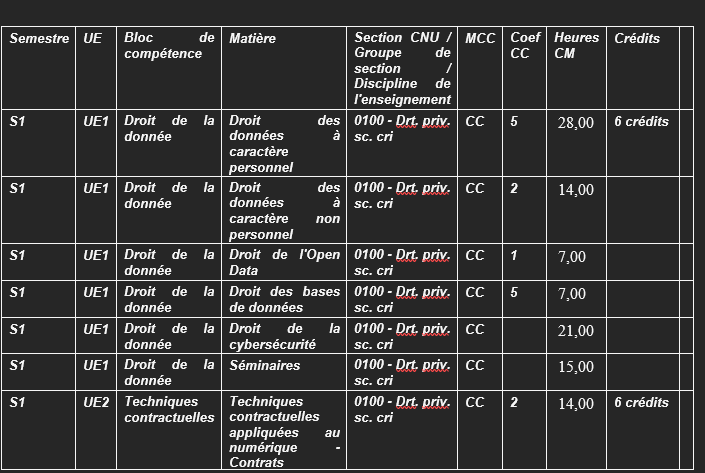 Semestre UE Bloc de compétence Matière Section CNU / Groupe de section / Discipline de l'enseignement MCC Coef CC Heures CM Crédits
S1 UE1 Droit de la donnée Droit des données à caractère personnel 0100 - Drt. priv. sc. cri CC 5 28,00 6 crédits
S1 UE1 Droit de la donnée Droit des données à caractère non personnel 0100 - Drt. priv. sc. cri CC 2 14,00
S1 UE1 Droit de la donnée Droit de l'Open Data 0100 - Drt. priv. sc. cri CC 1 7,00
S1 UE1 Droit de la donnée Droit des bases de données 0100 - Drt. priv. sc. cri CC 5 7,00
S1 UE1 Droit de la donnée Droit de la cybersécurité 0100 - Drt. priv. sc. cri CC 21,00
S1 UE1 Droit de la donnée Séminaires 0100 - Drt. priv. sc. cri CC 15,00
S1 UE2 Techniques contractuelles Techniques contractuelles appliquées au numérique - Contrats 0100 - Drt. priv. sc. cri CC 2 14,00 6 crédits